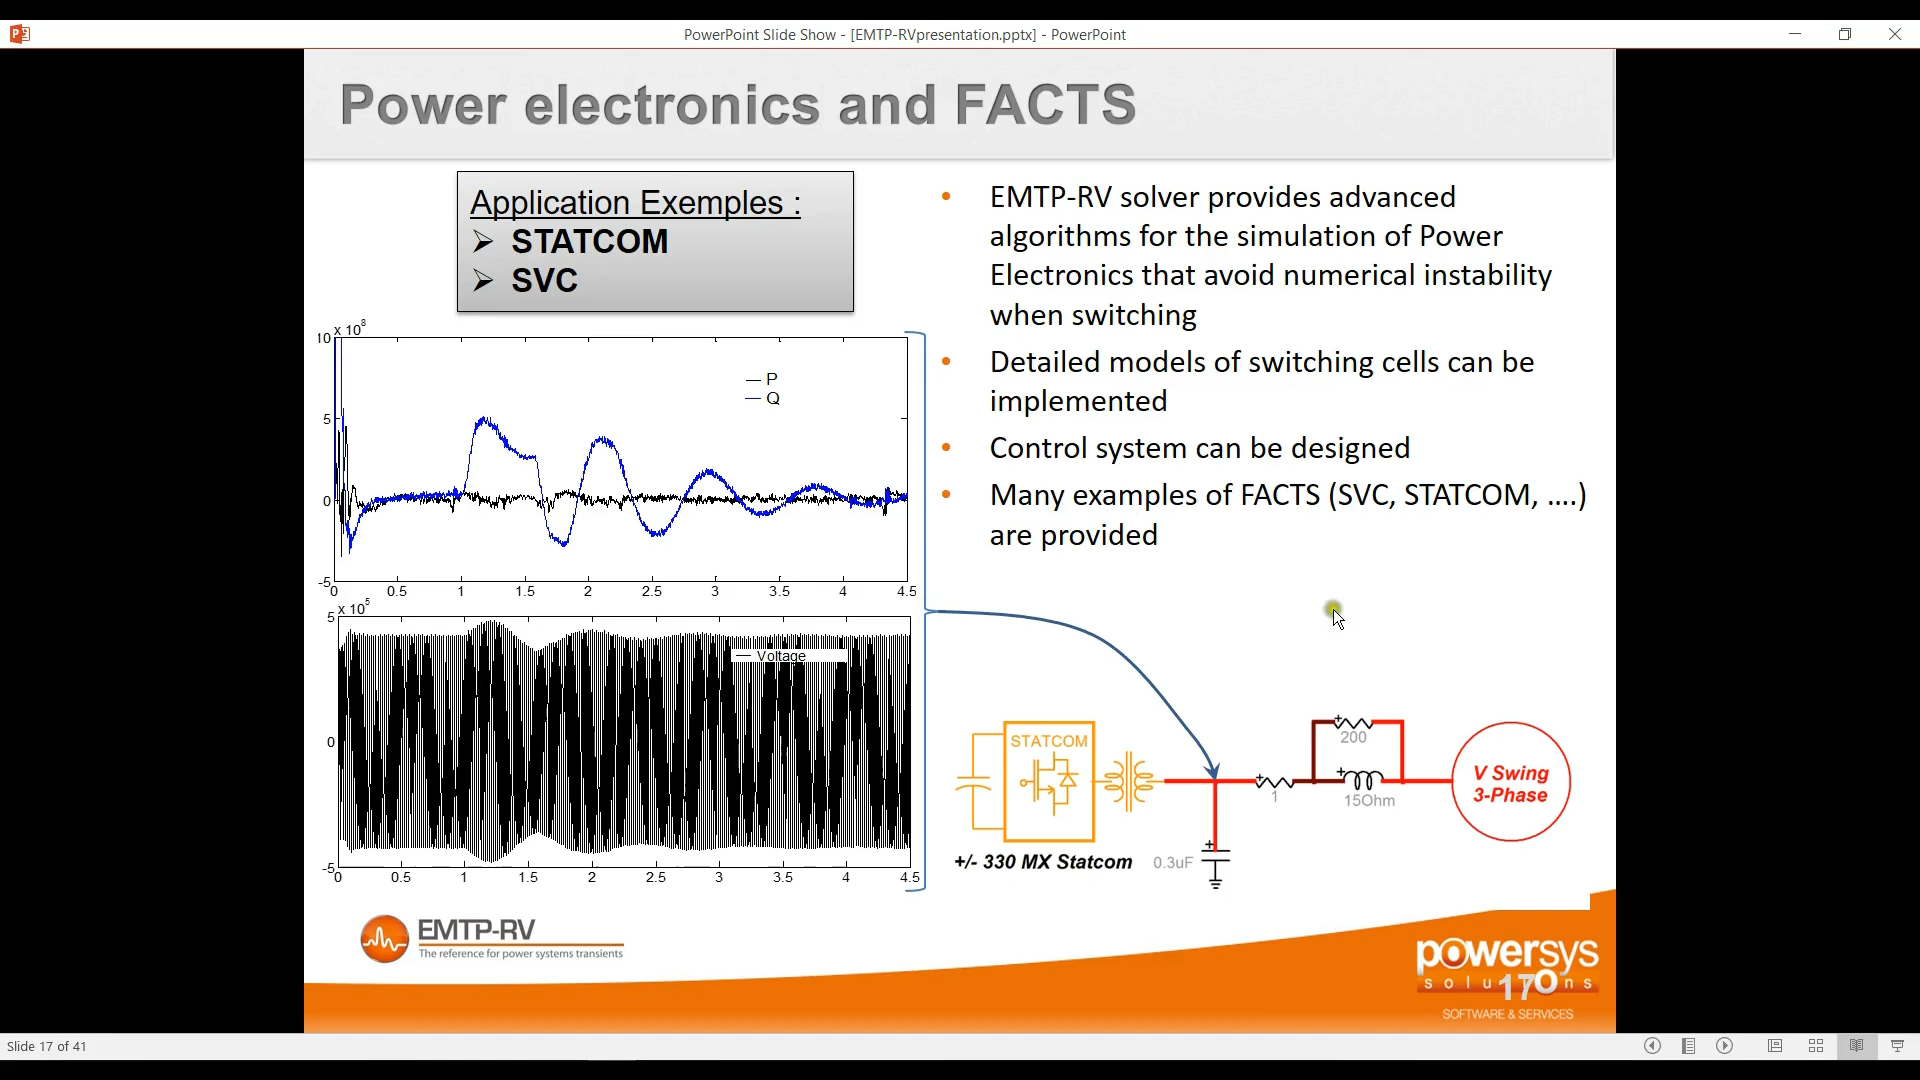 PowerPoint Slide Show - [EMTP-RVpresentation.pptx] - PowerPoint
Power electronics and FACTS
Application Exemples :
➢ STATCOM
➢ SVC
• EMTP-RV solver provides advanced
algorithms for the simulation of Power
Electronics that avoid numerical instability
when switching
• Detailed models of switching cells can be
implemented
• Control system can be designed
• Many examples of FACTS (SVC, STATCOM, ....)
are provided
x 10^8
10
5
0
-5
P
Q
0 0.5 1 1.5 2 2.5 3 3.5 4 4.5
x 10^5
5
0
-5
Voltage
0 0.5 1 1.5 2 2.5 3 3.5 4 4.5
STATCOM
+/- 330 MX Statcom
0.3uF
+
+
1
+
200
+
15Ohm
V Swing
3-Phase
EMTP-RV
The reference for power systems transients
powersys
solutions
17
SOFTWARE & SERVICES
Slide 17 of 41